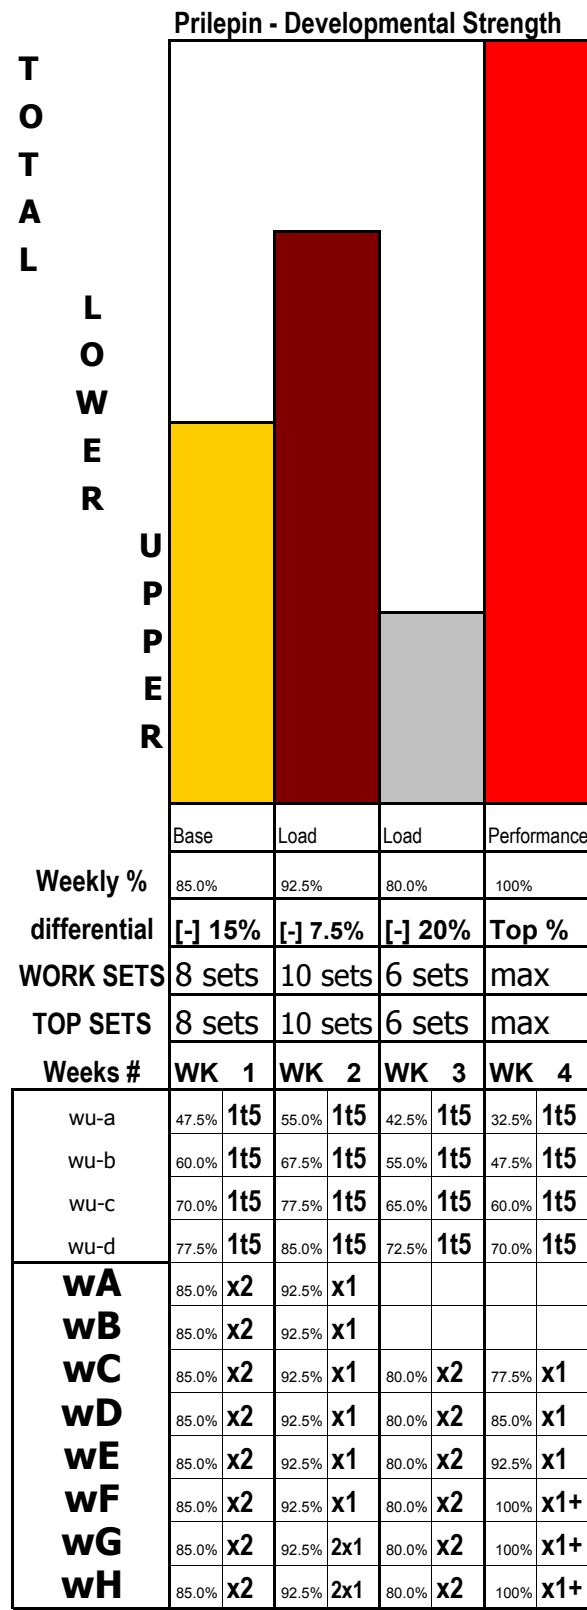 Prilepin - Developmental Strength
TOTAL
LOWER
UPPER
Base Load Load Performance
Weekly % 85.0% 92.5% 80.0% 100%
differential [-] 15% [-] 7.5% [-] 20% Top %
WORK SETS 8 sets 10 sets 6 sets max
TOP SETS 8 sets 10 sets 6 sets max
Weeks # WK 1 WK 2 WK 3 WK 4
wu-a 47.5% 1t5 55.0% 1t5 42.5% 1t5 32.5% 1t5
wu-b 60.0% 1t5 67.5% 1t5 55.0% 1t5 47.5% 1t5
wu-c 70.0% 1t5 77.5% 1t5 65.0% 1t5 60.0% 1t5
wu-d 77.5% 1t5 85.0% 1t5 72.5% 1t5 70.0% 1t5
wA 85.0% x2 92.5% x1
wB 85.0% x2 92.5% x1
wC 85.0% x2 92.5% x1 80.0% x2 77.5% x1
wD 85.0% x2 92.5% x1 80.0% x2 85.0% x1
wE 85.0% x2 92.5% x1 80.0% x2 92.5% x1
wF 85.0% x2 92.5% x1 80.0% x2 100% x1+
wG 85.0% x2 92.5% 2x1 80.0% x2 100% x1+
wH 85.0% x2 92.5% 2x1 80.0% x2 100% x1+